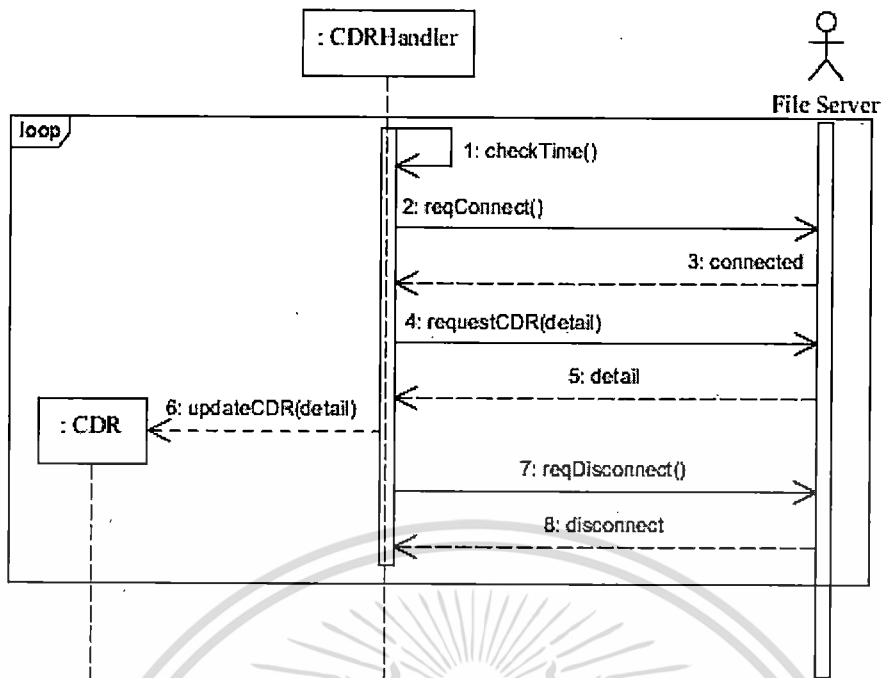 : CDRHandler
File Server
loop
1: checkTime()
2: reqConnect()
3: connected
4: requestCDR(detail)
5: detail
6: updateCDR(detail)
: CDR
7: reqDisconnect()
8: disconnect